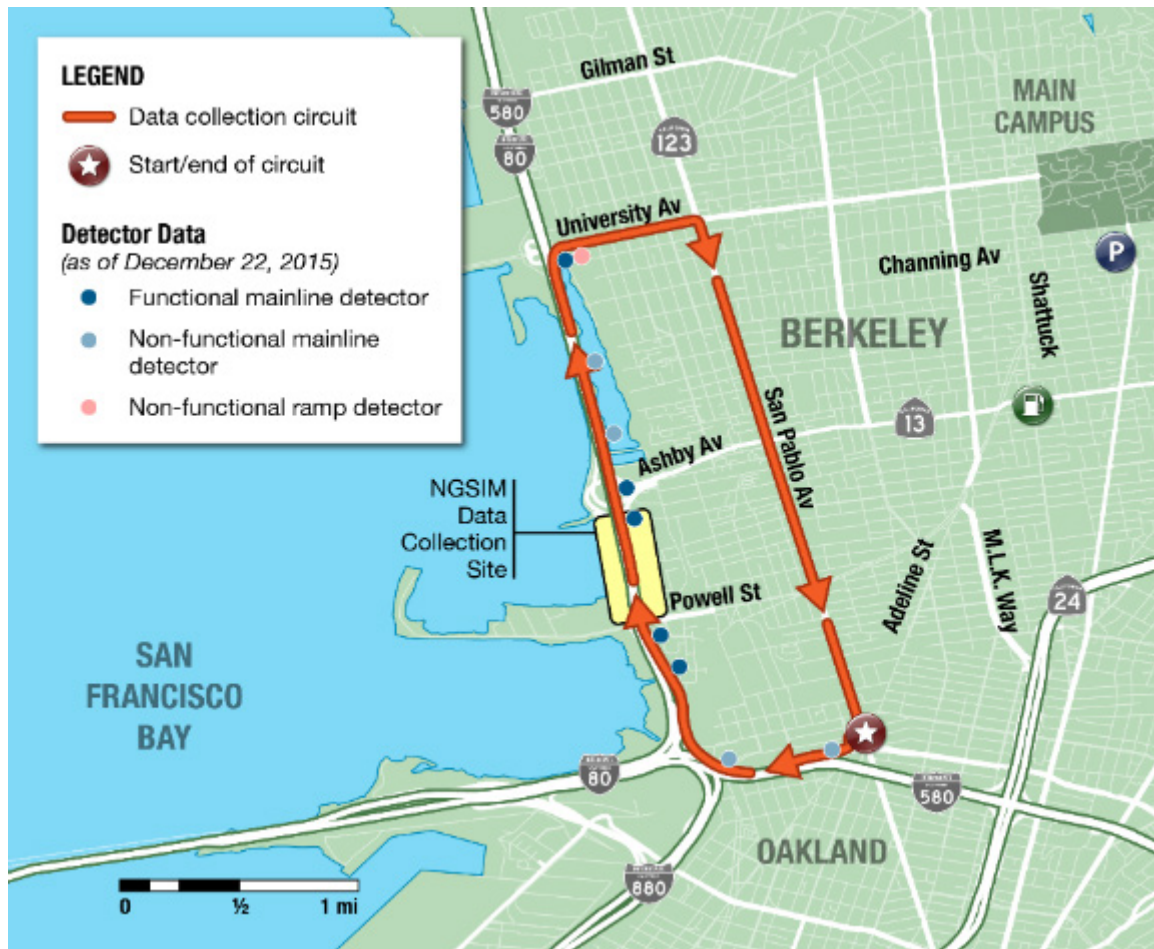 LEGEND
Data collection circuit
Start/end of circuit
Detector Data
(as of December 22, 2015)
Functional mainline detector
Non-functional mainline
detector
Non-functional ramp detector
Gilman St
580
80
123
MAIN
CAMPUS
University Av
Channing Av
P
Shattuck
BERKELEY
San Pablo Av
13
Ashby Av
NGSIM
Data
Collection
Site
Powell St
Adeline St
M.L.K. Way
24
SAN
FRANCISCO
BAY
80
580
OAKLAND
880
0 ½ 1 mi